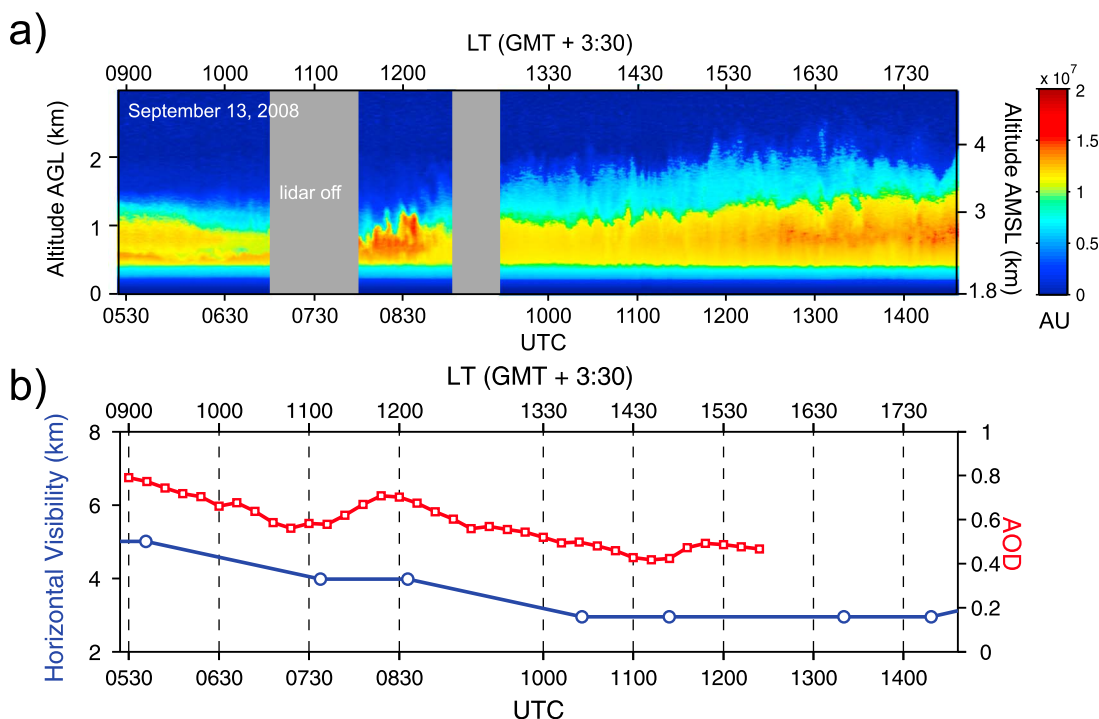 a)
LT (GMT + 3:30)
0900 1000 1100 1200 1330 1430 1530 1630 1730
x 10^7
September 13, 2008
lidar off
Altitude AGL (km)
2
1
0
Altitude AMSL (km)
4
3
1.8
2
1.5
1
0.5
0
AU
0530 0630 0730 0830 1000 1100 1200 1300 1400
UTC
b)
LT (GMT + 3:30)
0900 1000 1100 1200 1330 1430 1530 1630 1730
Horizontal Visibility (km)
8
6
4
2
AOD
1
0.8
0.6
0.4
0.2
0
0530 0630 0730 0830 1000 1100 1200 1300 1400
UTC